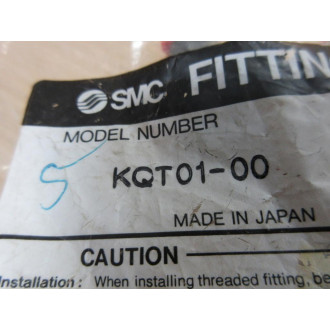 SMC FITTIN
MODEL NUMBER
5 KQT01-00
MADE IN JAPAN
CAUTION
Installation: When installing threaded fitting, be